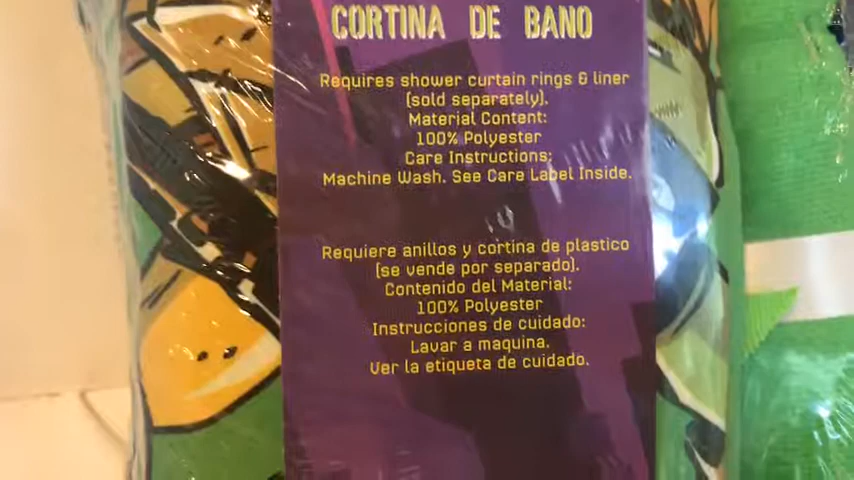 CORTINA DE BANO
Requires shower curtain rings & liner
(sold separately).
Material Content:
100% Polyester
Care Instructions:
Machine Wash. See Care Label Inside.
Requiere anillos y cortina de plastico
(se vende por separado).
Contenido del Material:
100% Polyester
Instrucciones de cuidado:
Lavar a maquina.
Ver la etiqueta de cuidado.